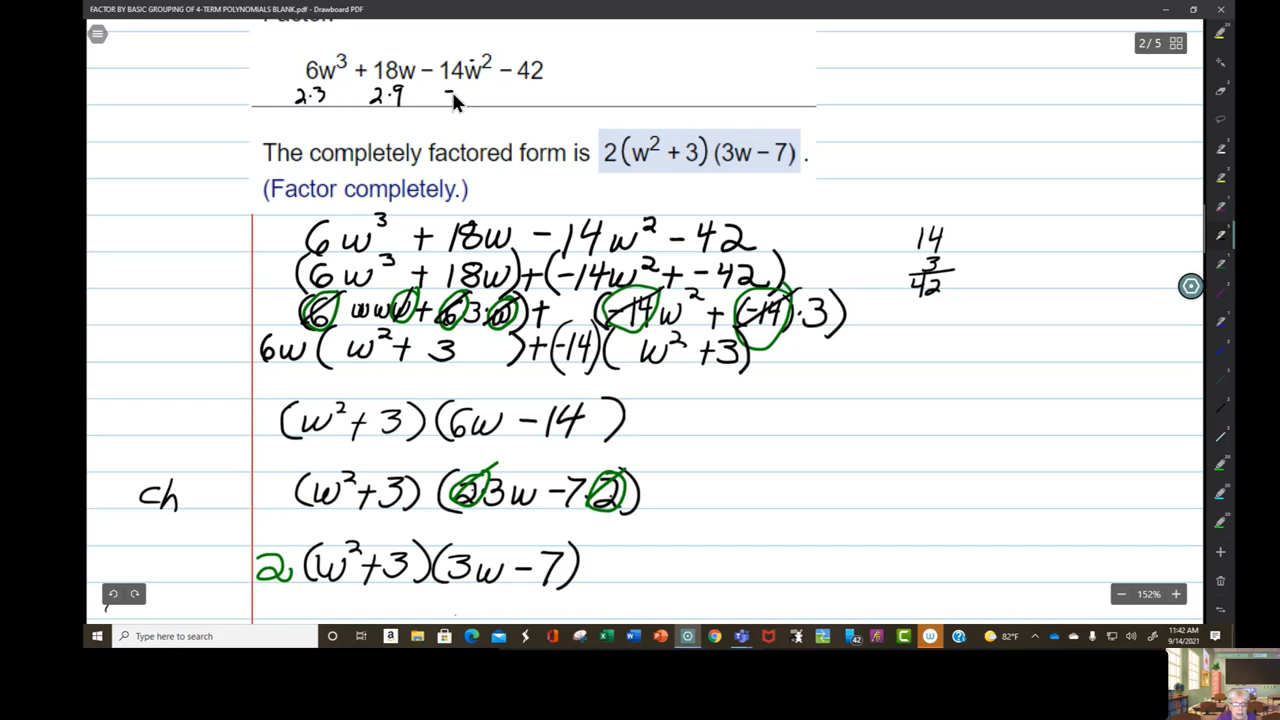 FACTOR BY BASIC GROUPING OF 4-TERM POLYNOMIALS BLANK.pdf - Drawboard PDF
2 / 5
6w³ + 18w − 14w² − 42
2·3 2·9 -
The completely factored form is 2(w² + 3)(3w − 7) .
(Factor completely.)
6w³ + 18w − 14w² − 42
14
(6w³ + 18w) + (-14w² + -42)
3
42
(6 www + 6·3·w) + (-14w² + (-14)·3)
6w(w² + 3 ) + (-14)(w² + 3)
(w² + 3)(6w − 14 )
ch (w² + 3) (2·3w − 7·2)
2(w² + 3)(3w − 7)
152%
Type here to search
42
82°F
11:42 AM
9/14/2021